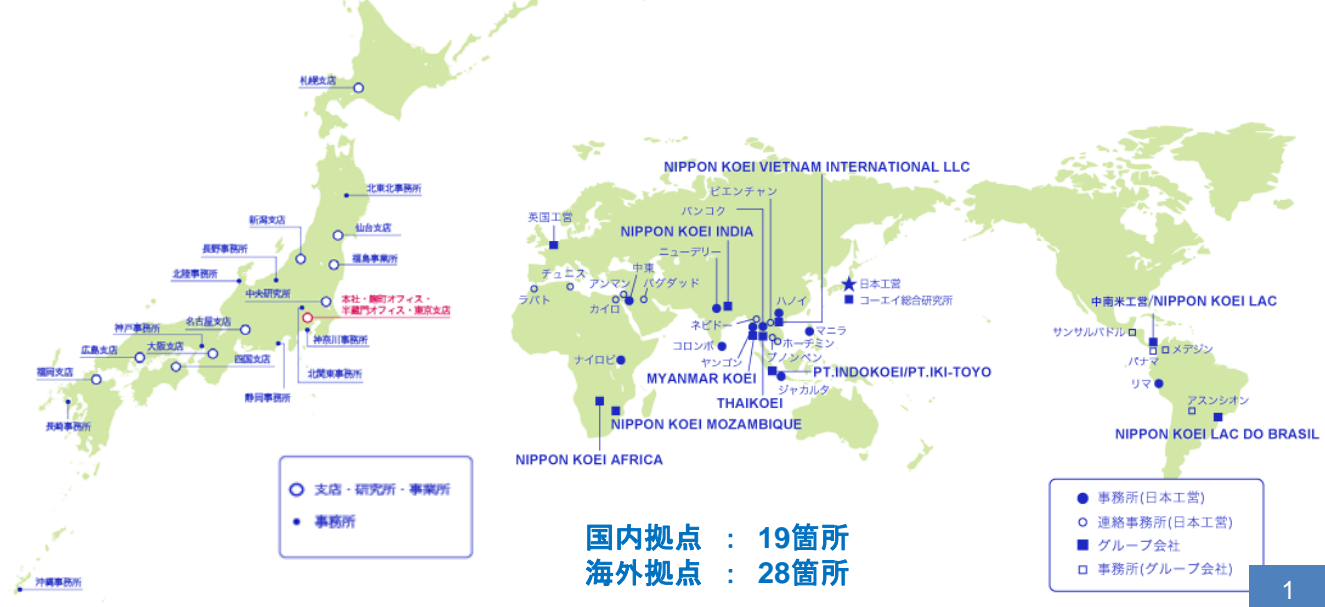 札幌支店
北東北事務所
新潟支店
仙台支店
長野事務所
福島事業所
北陸事務所
中央研究所
本社・麹町オフィス・
半蔵門オフィス・東京支店
名古屋支店
神戸事務所
神奈川事務所
広島支店
大阪支店
四国支店
福岡支店
北関東事務所
静岡事務所
長崎事務所
沖縄事務所
支店・研究所・事業所
事務所
NIPPON KOEI VIETNAM INTERNATIONAL LLC
ビエンチャン
バンコク
英国工営
NIPPON KOEI INDIA
ニューデリー
チュニス
アンマン
中東
バグダッド
ラバト
カイロ
日本工営
コーエイ総合研究所
ハノイ
ネピドー
マニラ
コロンボ
ホーチミン
ヤンゴン
プノンペン
ナイロビ
MYANMAR KOEI
PT.INDOKOEI/PT.IKI-TOYO
ジャカルタ
THAIKOEI
NIPPON KOEI MOZAMBIQUE
NIPPON KOEI AFRICA
中南米工営/NIPPON KOEI LAC
サンサルバドル
メデジン
パナマ
リマ
アスンシオン
NIPPON KOEI LAC DO BRASIL
事務所(日本工営)
連絡事務所(日本工営)
グループ会社
事務所(グループ会社)
国内拠点 : 19箇所
海外拠点 : 28箇所
1